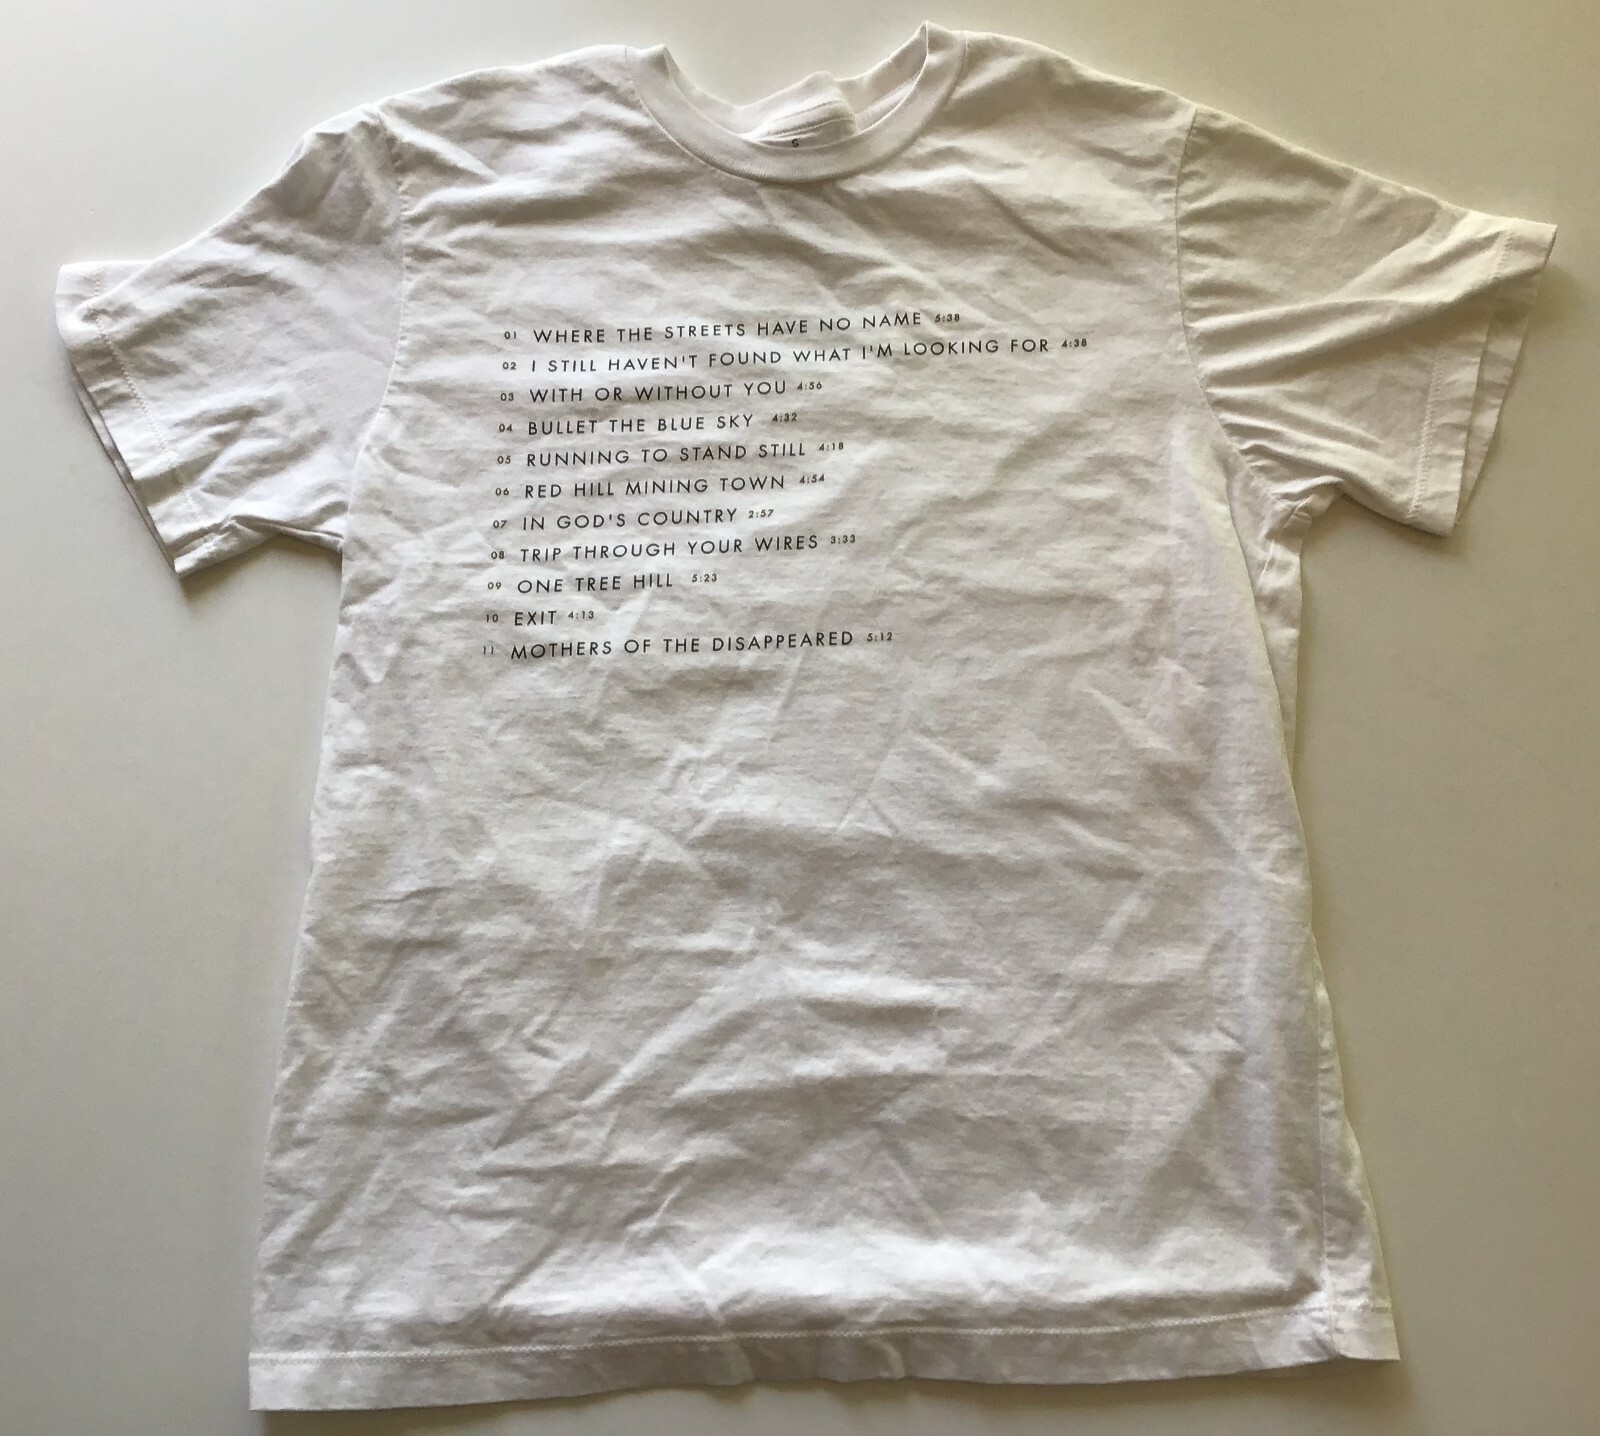 S
01 WHERE THE STREETS HAVE NO NAME 5:38
02 I STILL HAVEN'T FOUND WHAT I'M LOOKING FOR 4:38
03 WITH OR WITHOUT YOU 4:56
04 BULLET THE BLUE SKY 4:32
05 RUNNING TO STAND STILL 4:18
06 RED HILL MINING TOWN 4:54
07 IN GOD'S COUNTRY 2:57
08 TRIP THROUGH YOUR WIRES 3:33
09 ONE TREE HILL 5:23
10 EXIT 4:13
11 MOTHERS OF THE DISAPPEARED 5:12